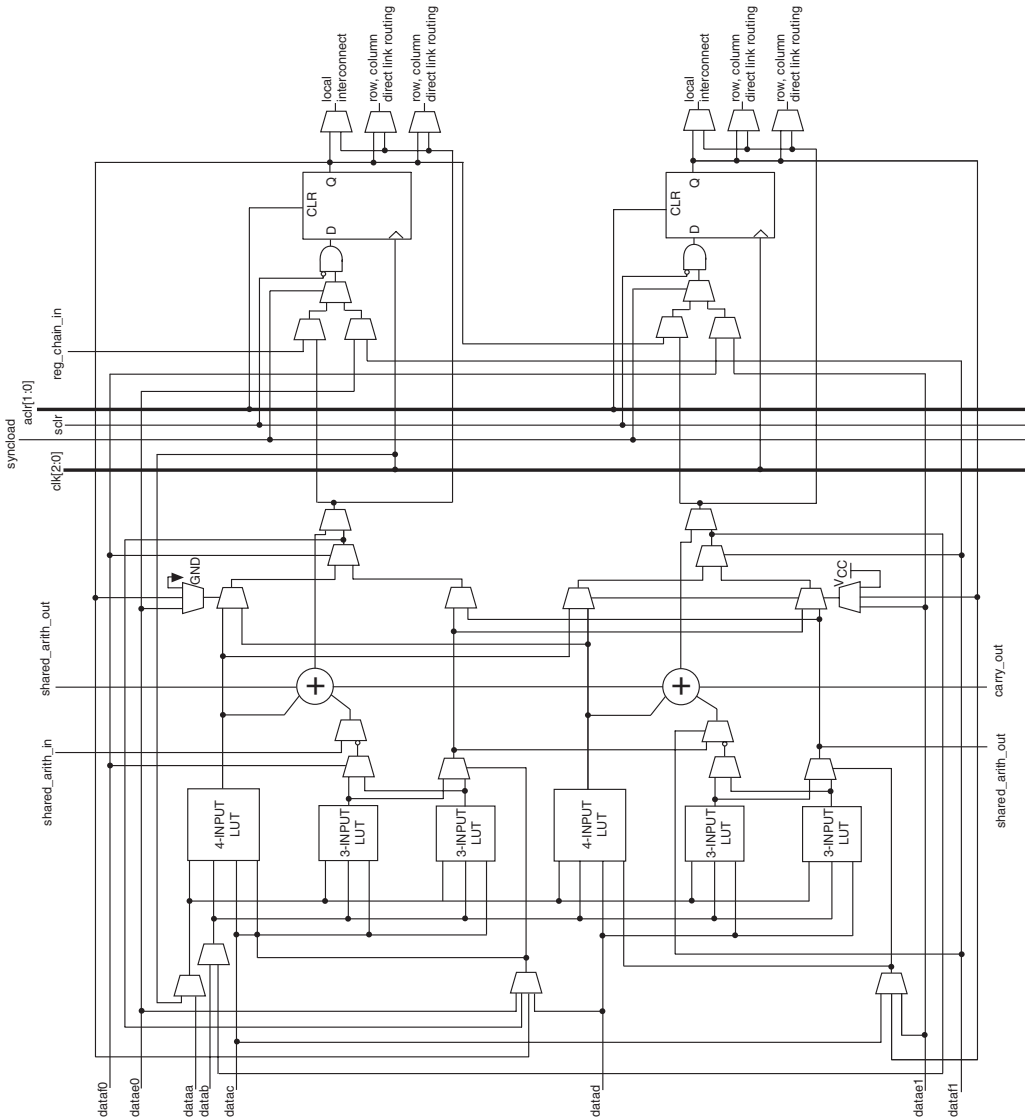 local
interconnect
row, column
direct link routing
row, column
direct link routing
local
interconnect
row, column
direct link routing
row, column
direct link routing
Q
CLR
D
Q
CLR
D
reg_chain_in
aclr[1:0]
sclr
syncload
clk[2:0]
GND
VCC
shared_arith_out
+
+
carry_out
shared_arith_in
shared_arith_out
4-INPUT
LUT
3-INPUT
LUT
3-INPUT
LUT
4-INPUT
LUT
3-INPUT
LUT
3-INPUT
LUT
dataf0
datae0
dataa
datab
datac
datad
datae1
dataf1